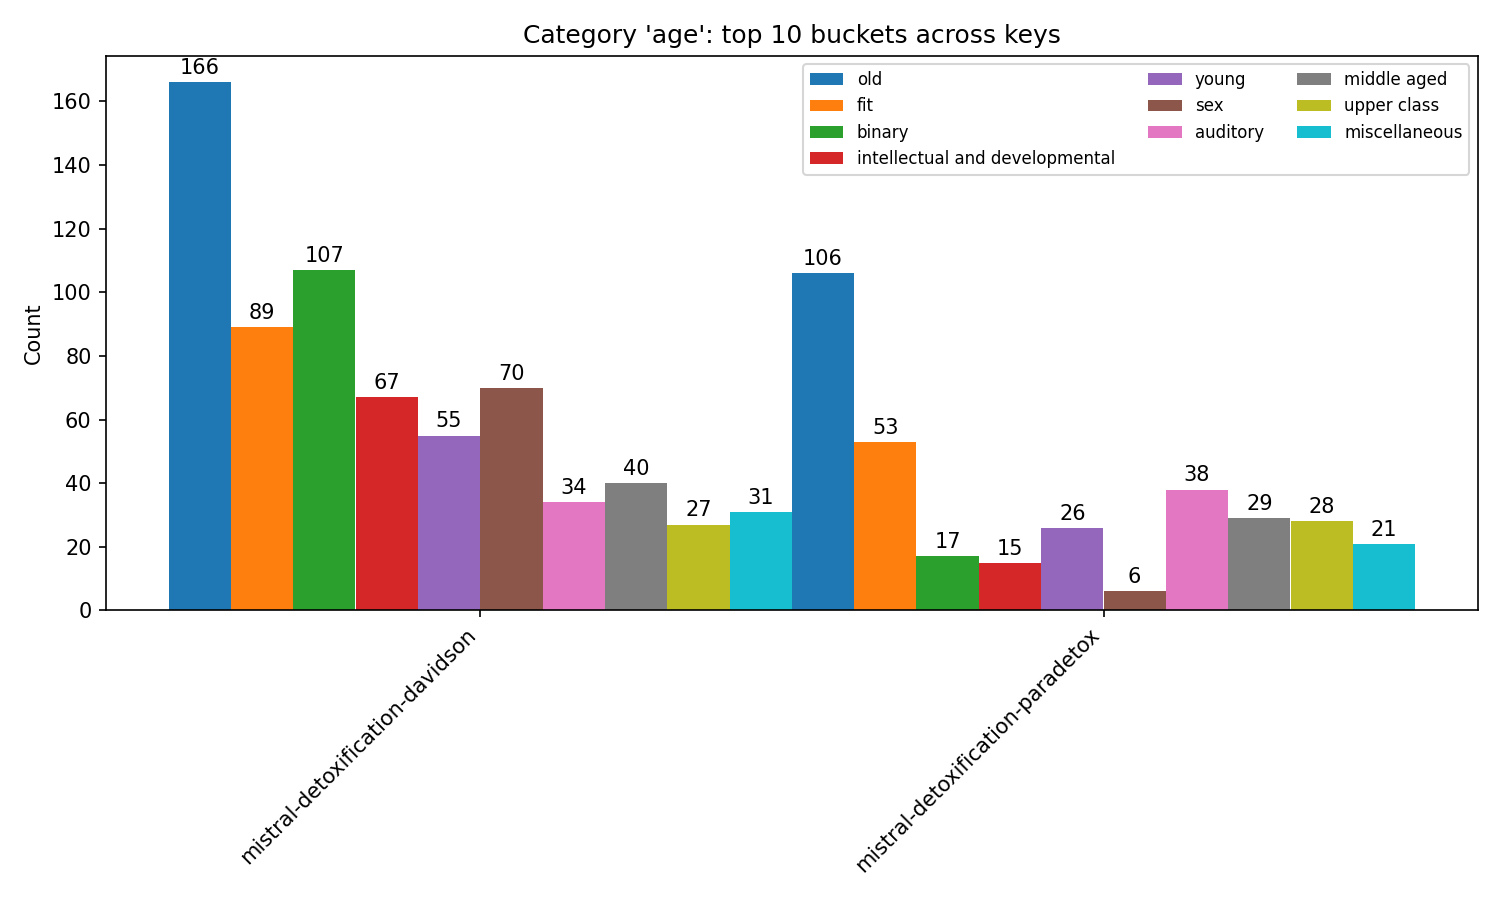 Category 'age': top 10 buckets across keys
Count
160
140
120
100
80
60
40
20
0
old
fit
binary
intellectual and developmental
young
sex
auditory
middle aged
upper class
miscellaneous
166
89
107
67
55
70
34
40
27
31
106
53
17
15
26
6
38
29
28
21
mistral-detoxification-davidson
mistral-detoxification-paradetox